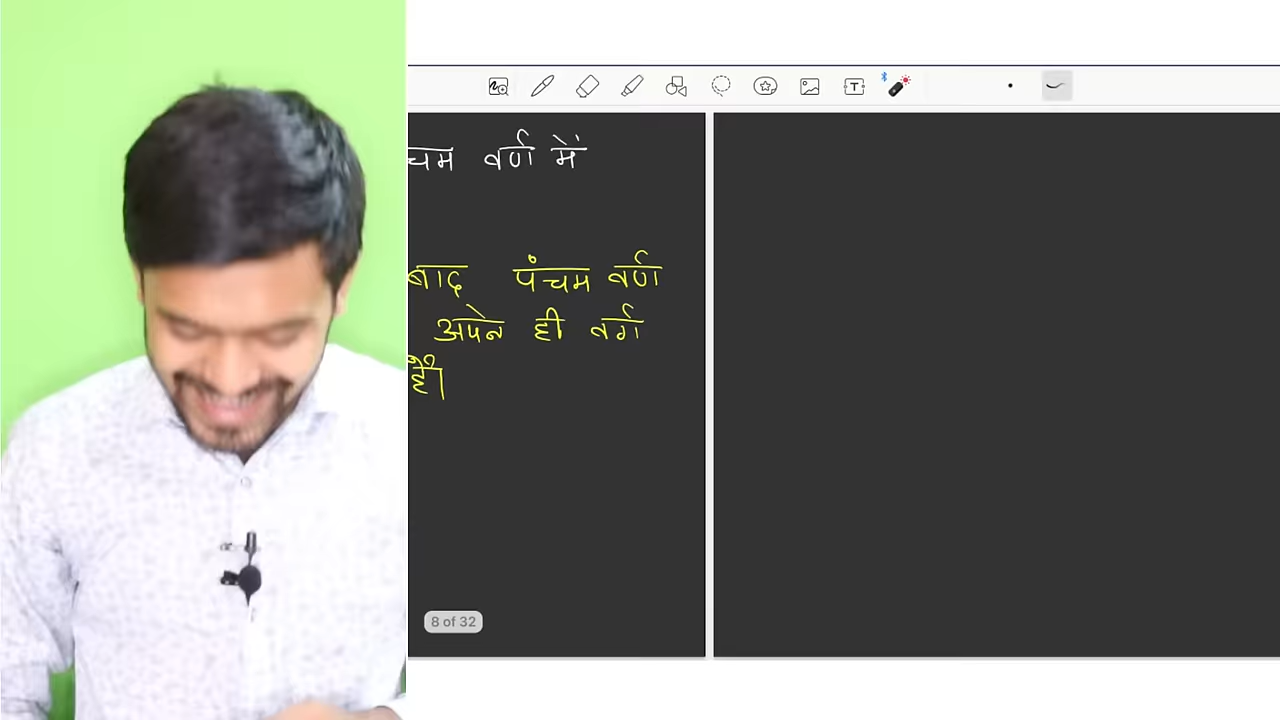 चम वर्ण में
बाद पंचम वर्ण
अपने ही वर्ग
हैं।
8 of 32